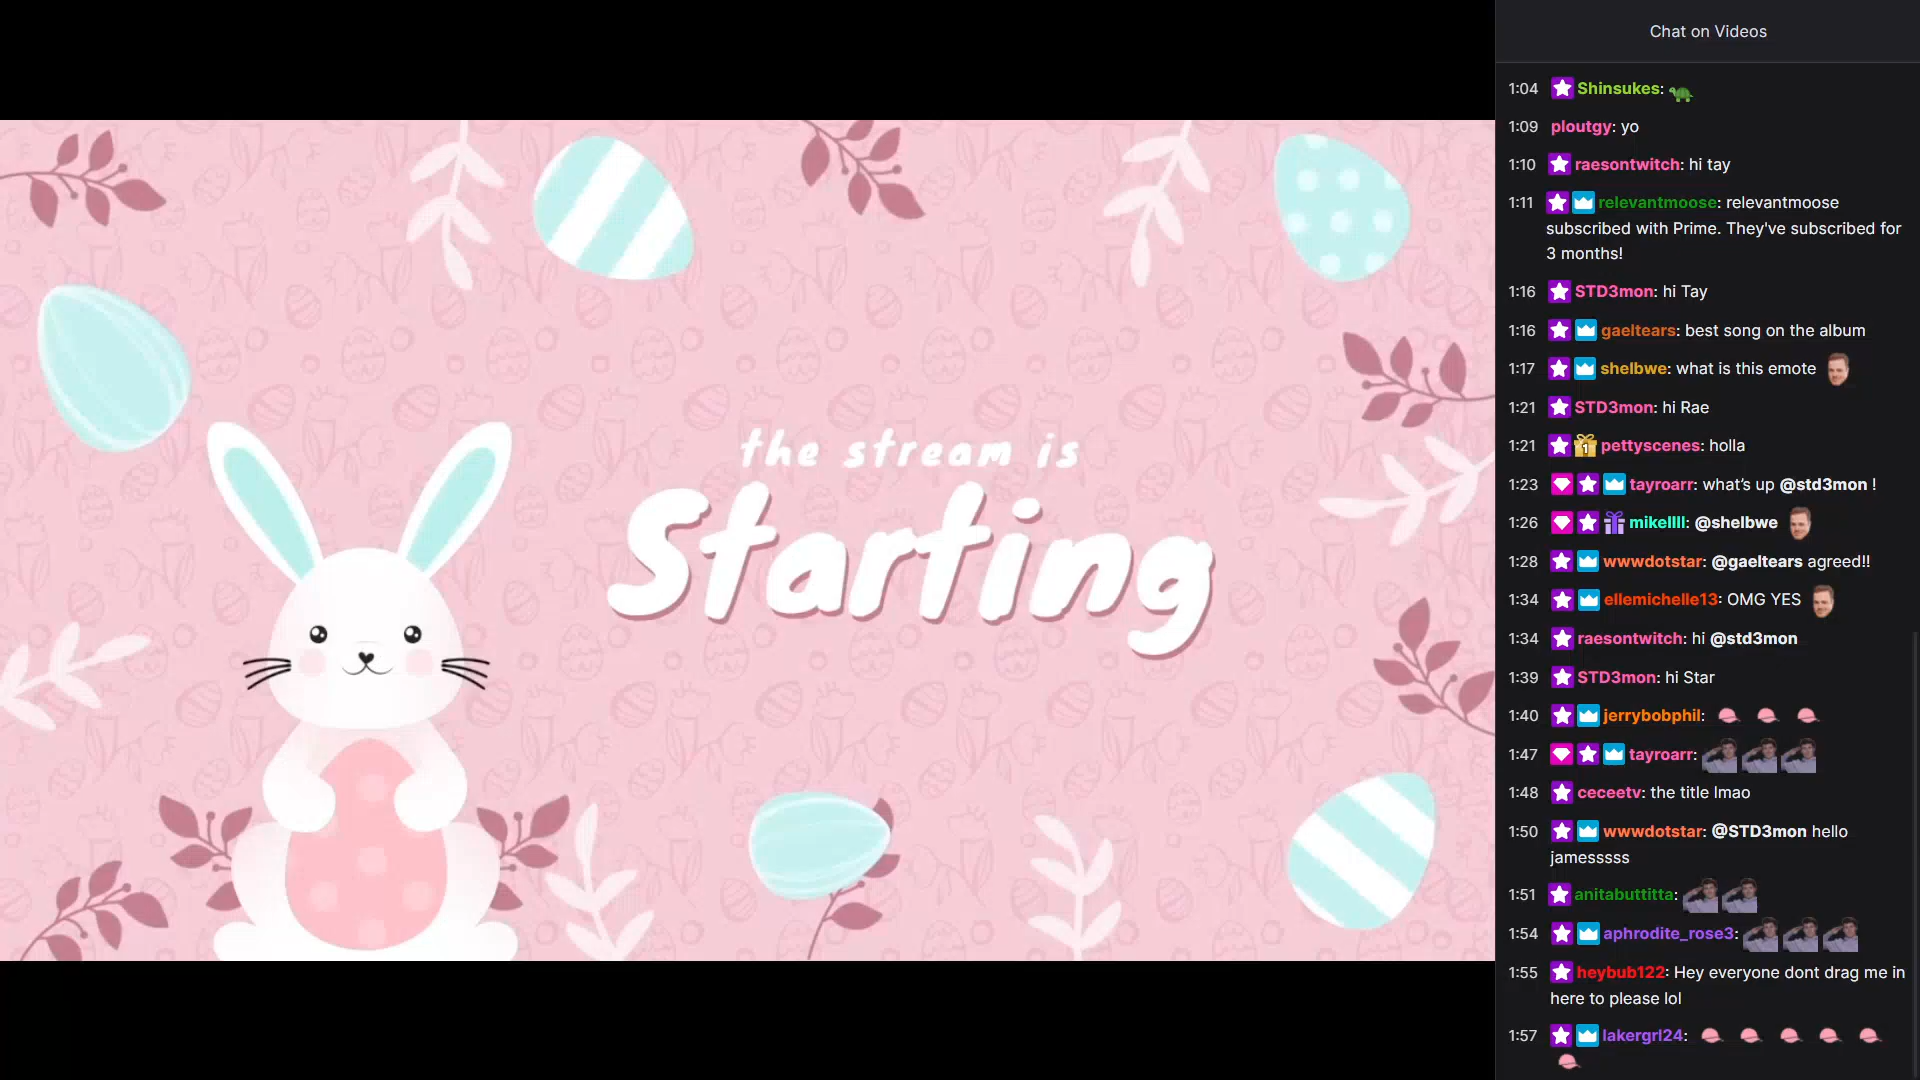 the stream is
Starting
Chat on Videos
1:04 Shinsukes:
1:09 ploutgy: yo
1:10 raesontwitch: hi tay
1:11 relevantmoose: relevantmoose
subscribed with Prime. They've subscribed for
3 months!
1:16 STD3mon: hi Tay
1:16 gaeltears: best song on the album
1:17 shelbwe: what is this emote
1:21 STD3mon: hi Rae
1:21 1 pettyscenes: holla
1:23 tayroarr: what’s up @std3mon !
1:26 mikellll: @shelbwe
1:28 wwwdotstar: @gaeltears agreed!!
1:34 ellemichelle13: OMG YES
1:34 raesontwitch: hi @std3mon
1:39 STD3mon: hi Star
1:40 jerrybobphil:
1:47 tayroarr:
1:48 ceceetv: the title lmao
1:50 wwwdotstar: @STD3mon hello
jamesssss
1:51 anitabuttitta:
1:54 aphrodite_rose3:
1:55 heybub122: Hey everyone dont drag me in
here to please lol
1:57 lakergrl24: